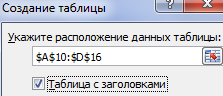 Создание таблицы
Укажите расположение данных таблицы:
$A$10:$D$16
Таблица с заголовками